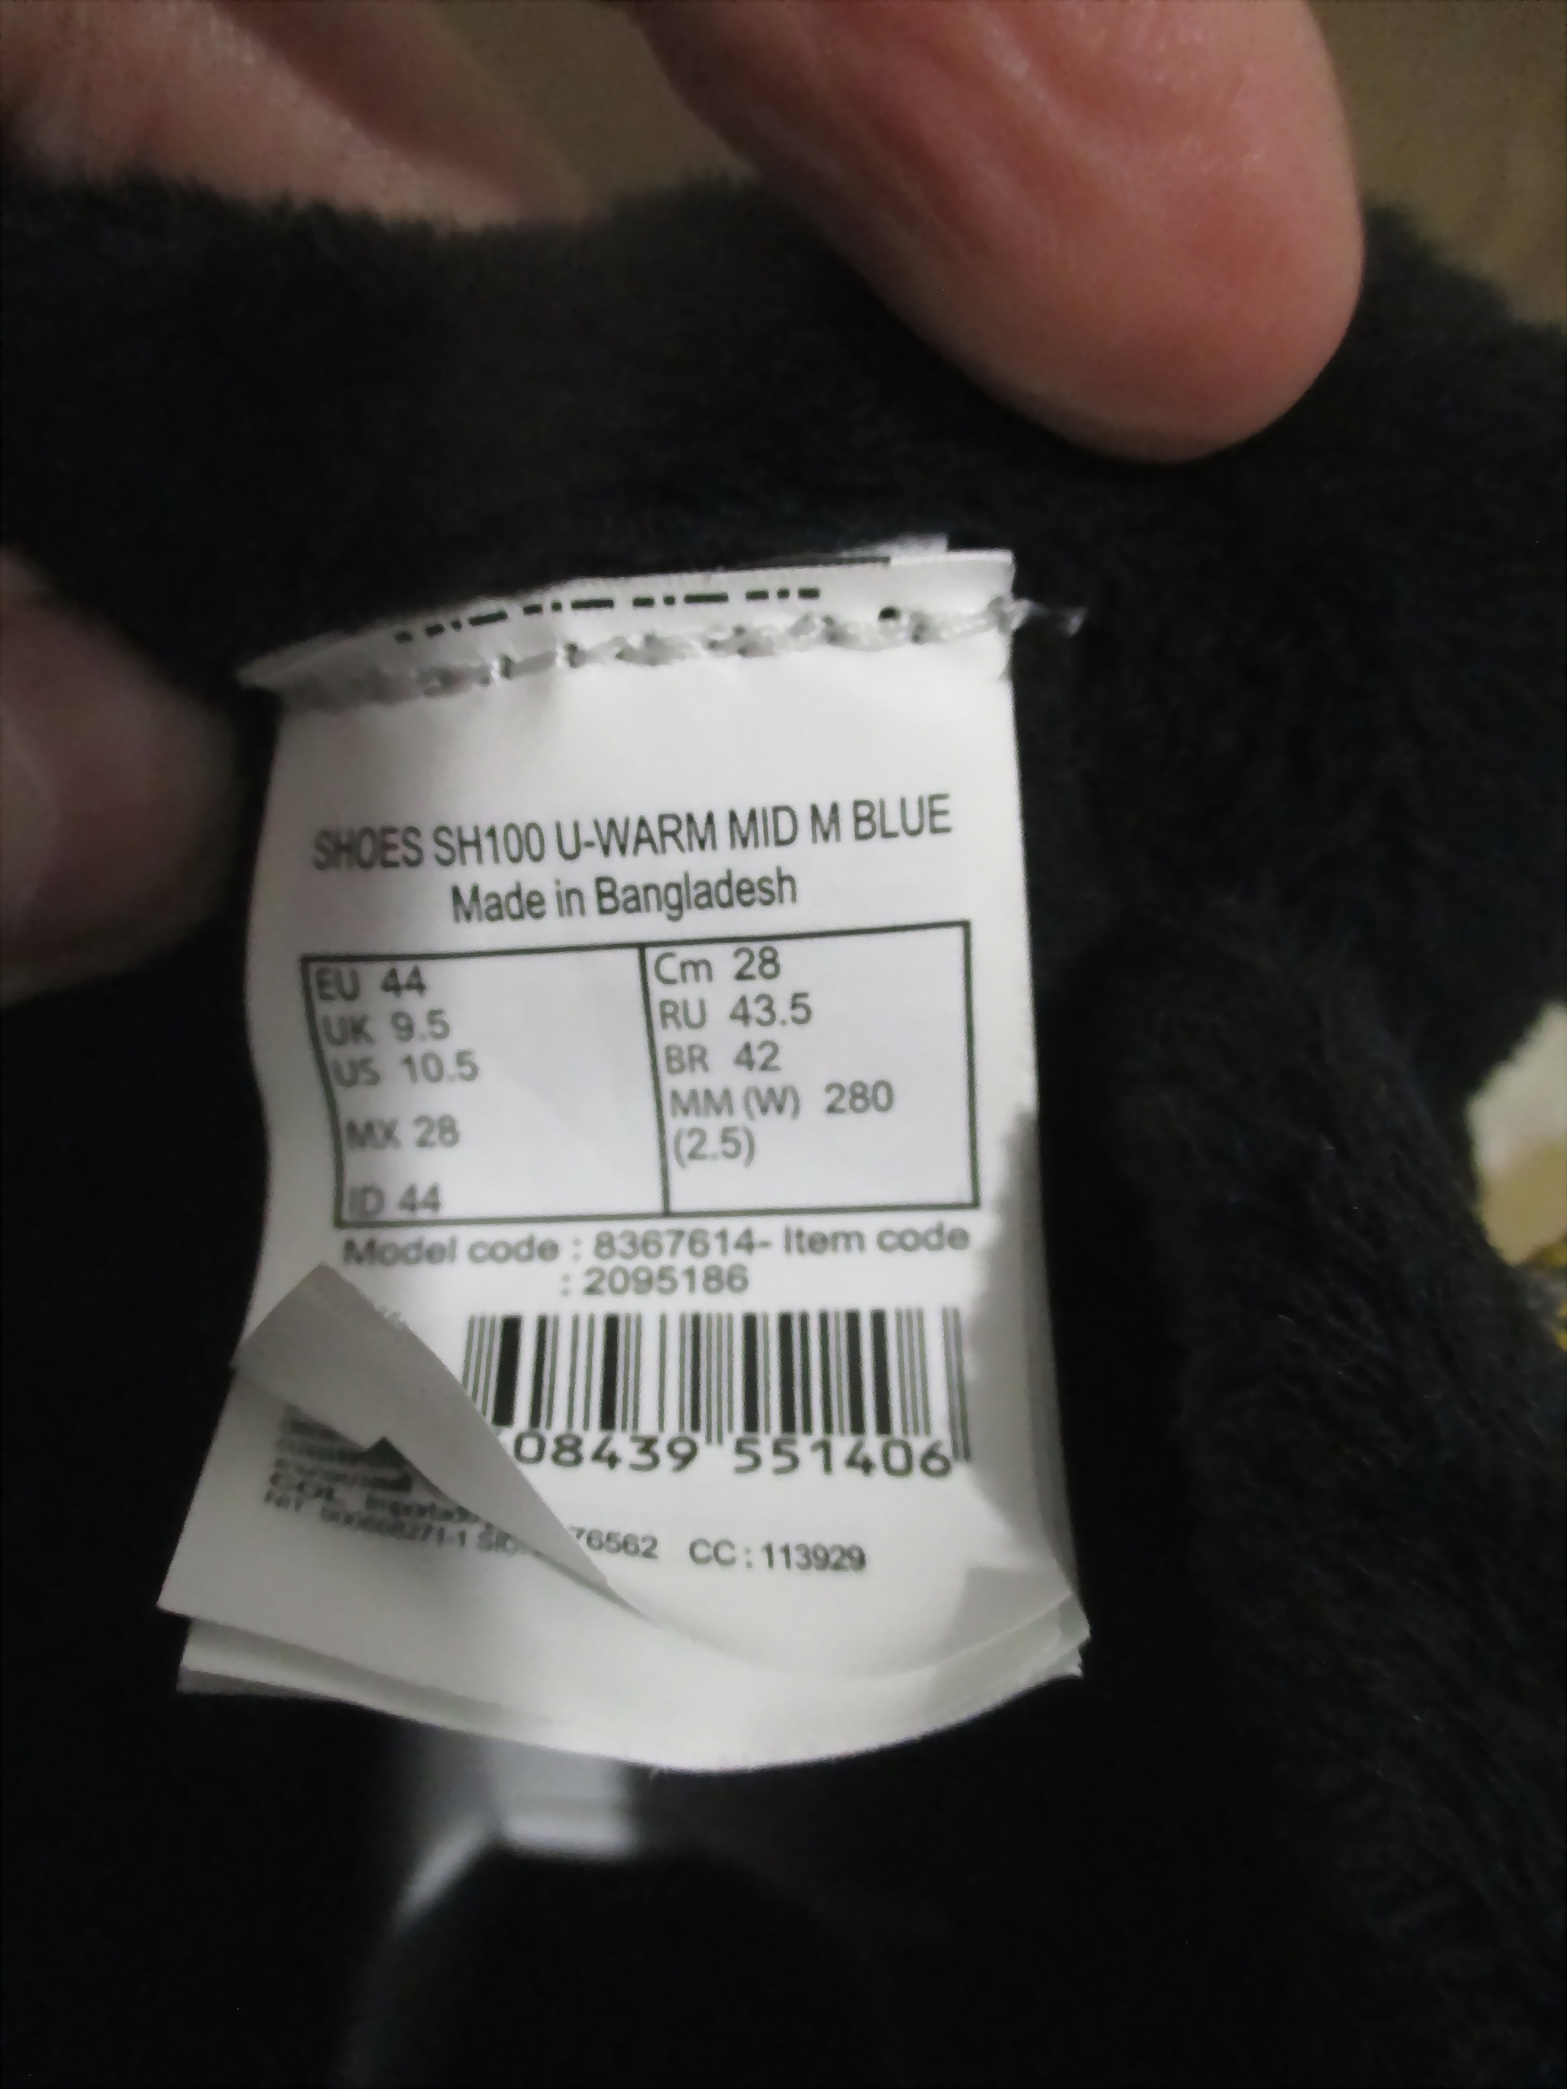 SHOES SH100 U-WARM MID M BLUE
Made in Bangladesh
EU 44
UK 9.5
US 10.5
MX 28
ID 44
Cm 28
RU 43.5
BR 42
MM (W) 280
(2.5)
Model code : 8367614- Item code
: 2095186
08439 551406
76562 CC : 113929
COL